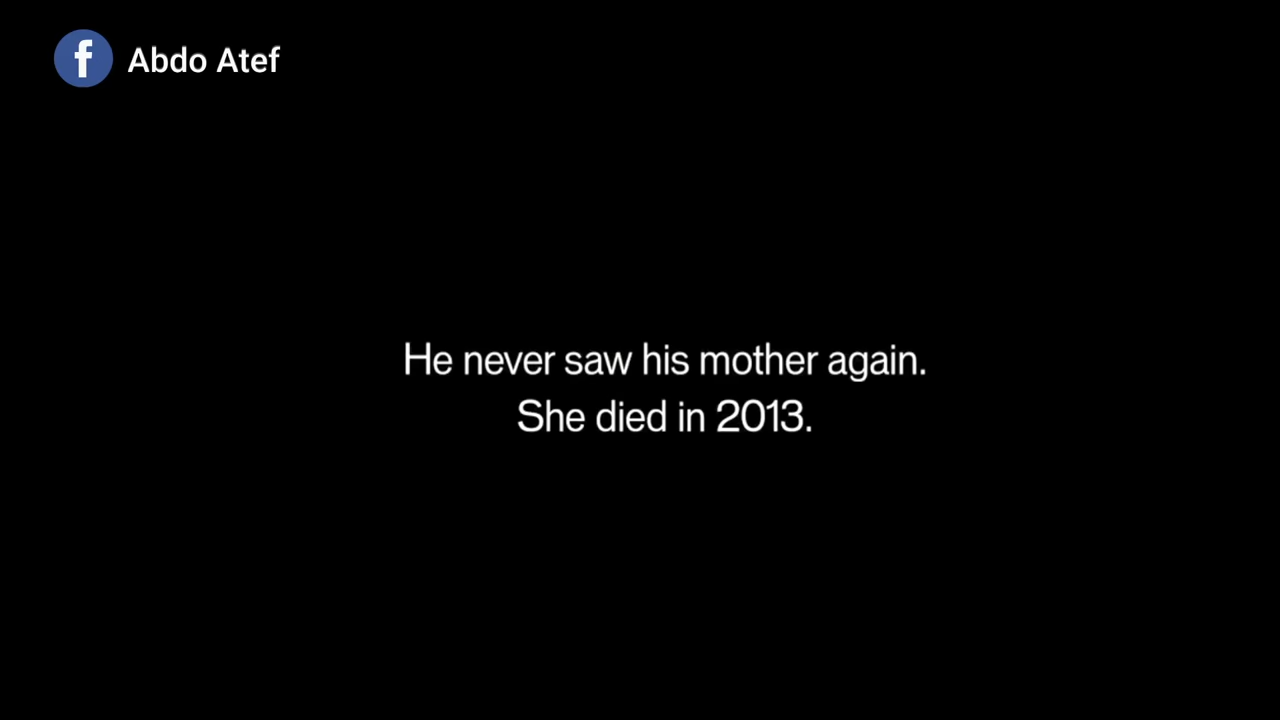 Abdo Atef
He never saw his mother again.
She died in 2013.